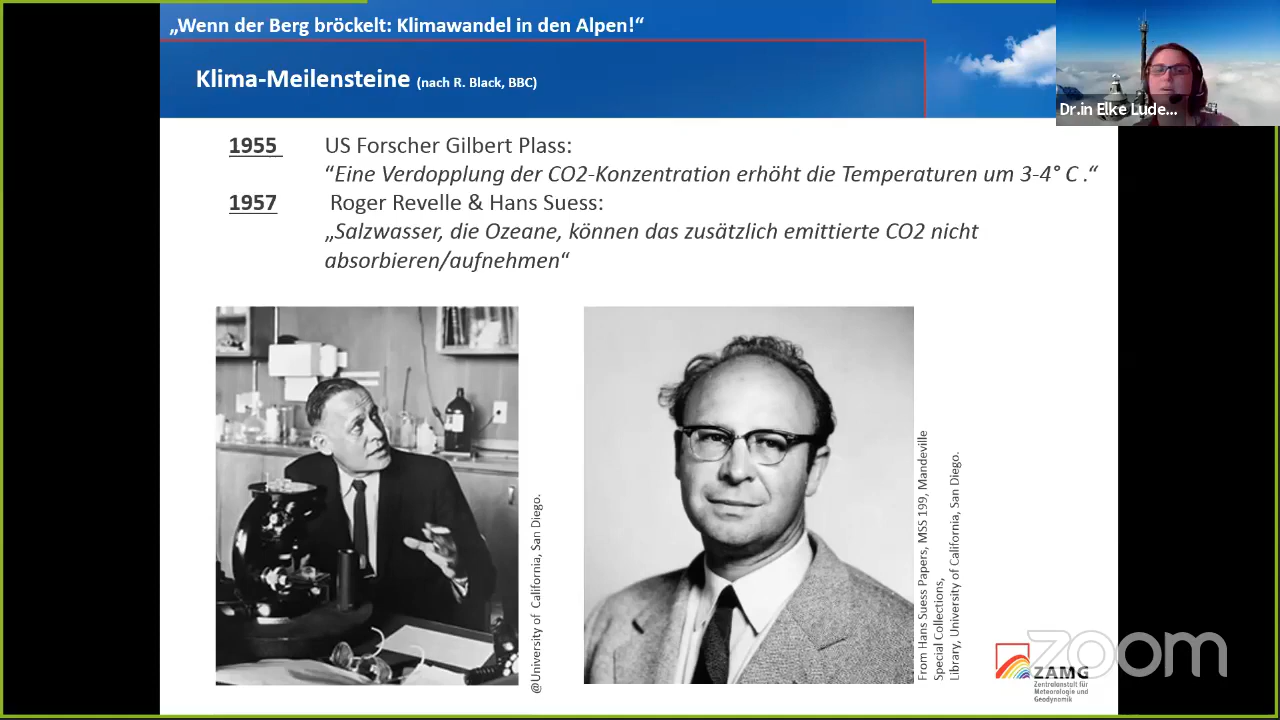 „Wenn der Berg bröckelt: Klimawandel in den Alpen!“
Klima-Meilensteine (nach R. Black, BBC)
Dr.in Elke Lude...
1955 US Forscher Gilbert Plass:
“Eine Verdopplung der CO2-Konzentration erhöht die Temperaturen um 3-4° C .“
1957 Roger Revelle & Hans Suess:
„Salzwasser, die Ozeane, können das zusätzlich emittierte CO2 nicht
absorbieren/aufnehmen“
@University of California, San Diego.
From Hans Suess Papers, MSS 199, Mandeville
Special Collections,
Library, University of California, San Diego.
zoom
ZAMG
Zentralanstalt für
Meteorologie und
Geodynamik